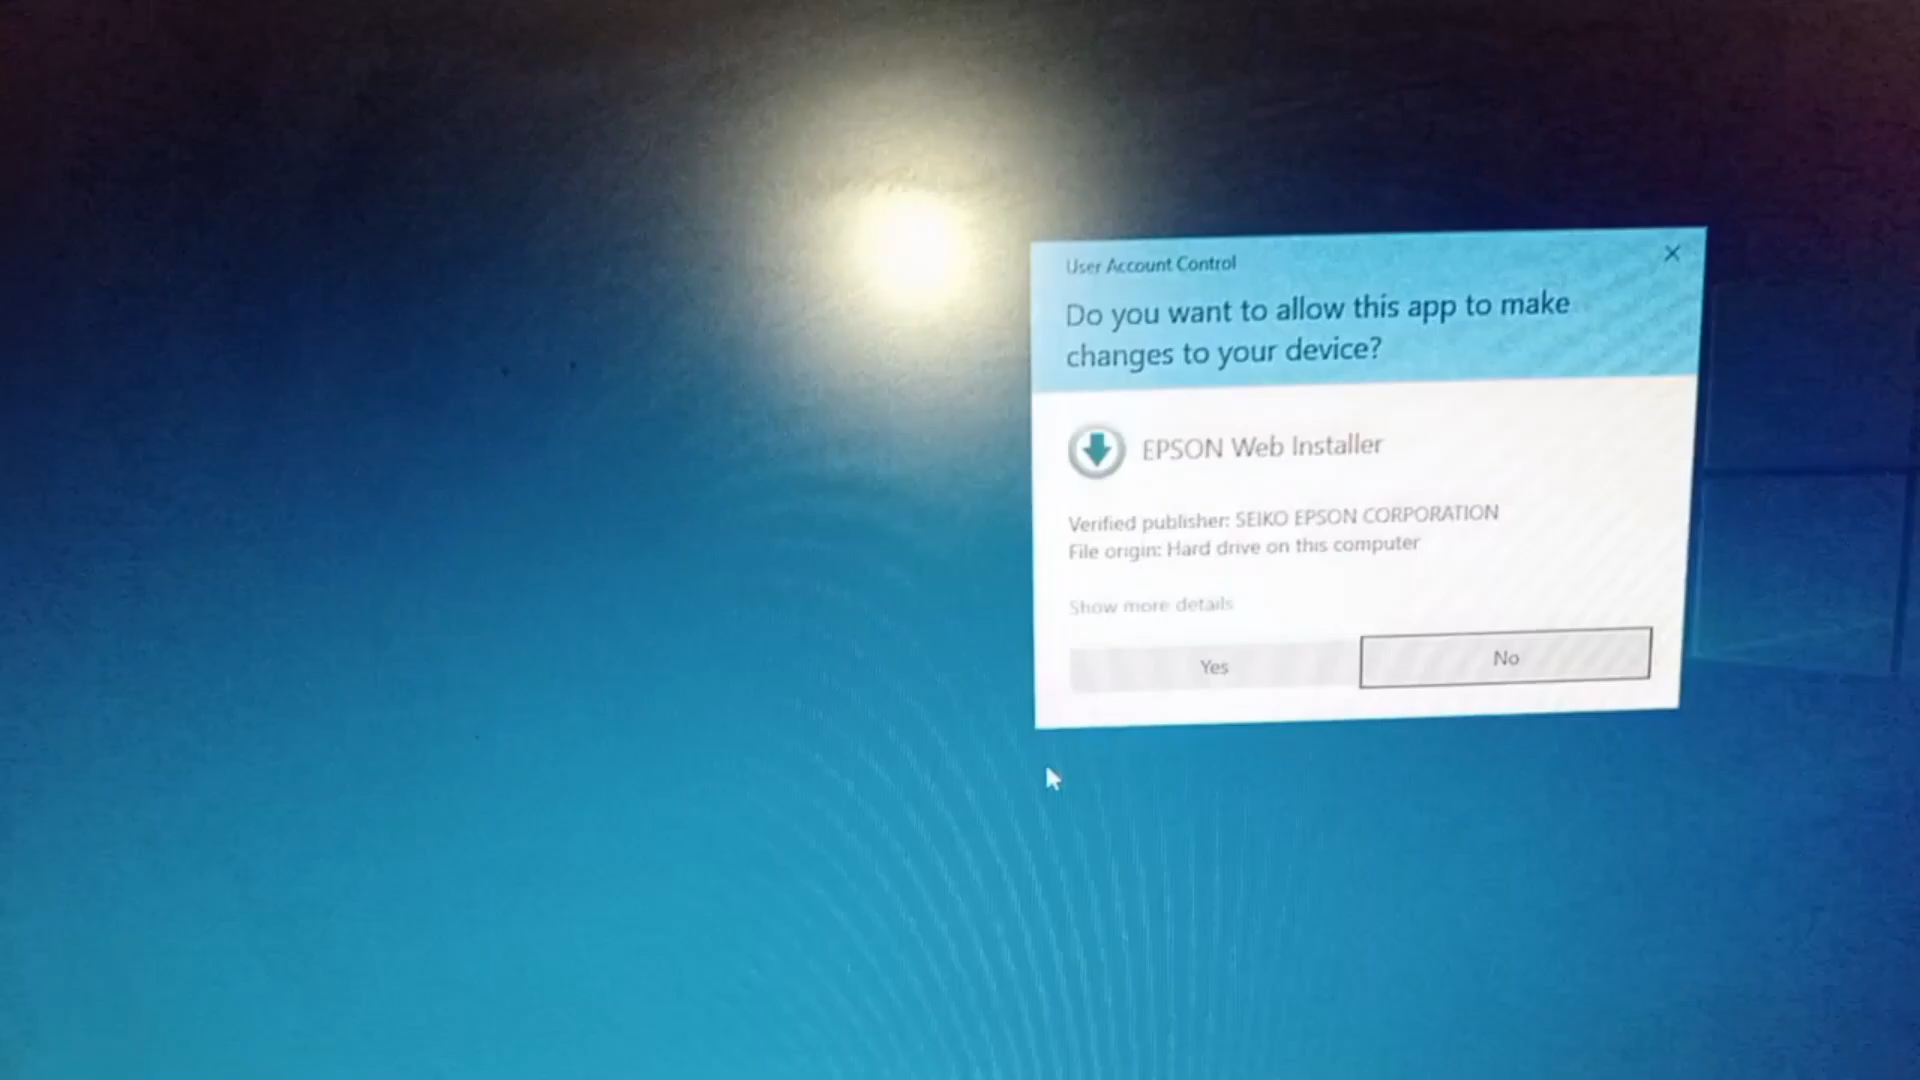 User Account Control
Do you want to allow this app to make
changes to your device?
EPSON Web Installer
Verified publisher: SEIKO EPSON CORPORATION
File origin: Hard drive on this computer
Show more details
Yes
No